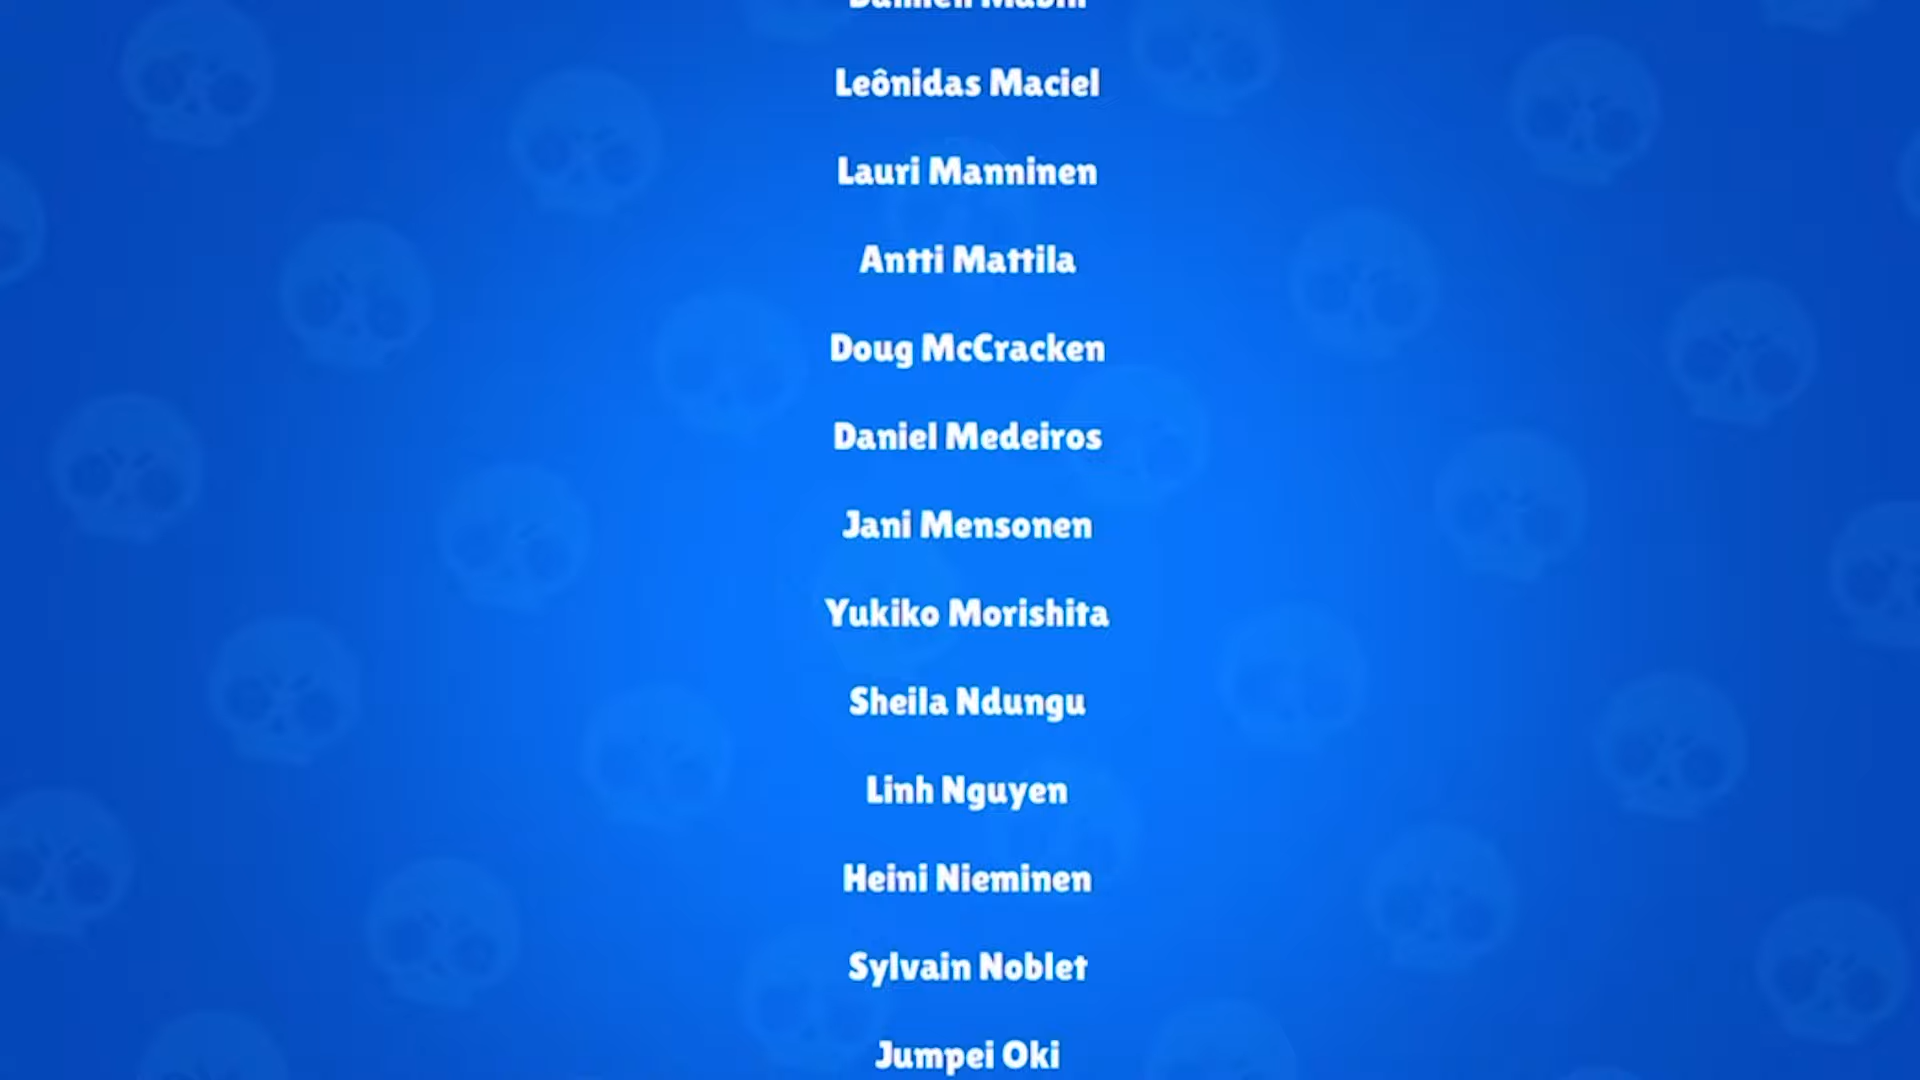 Leônidas Maciel
Lauri Manninen
Antti Mattila
Doug McCracken
Daniel Medeiros
Jani Mensonen
Yukiko Morishita
Sheila Ndungu
Linh Nguyen
Heini Nieminen
Sylvain Noblet
Jumpei Oki